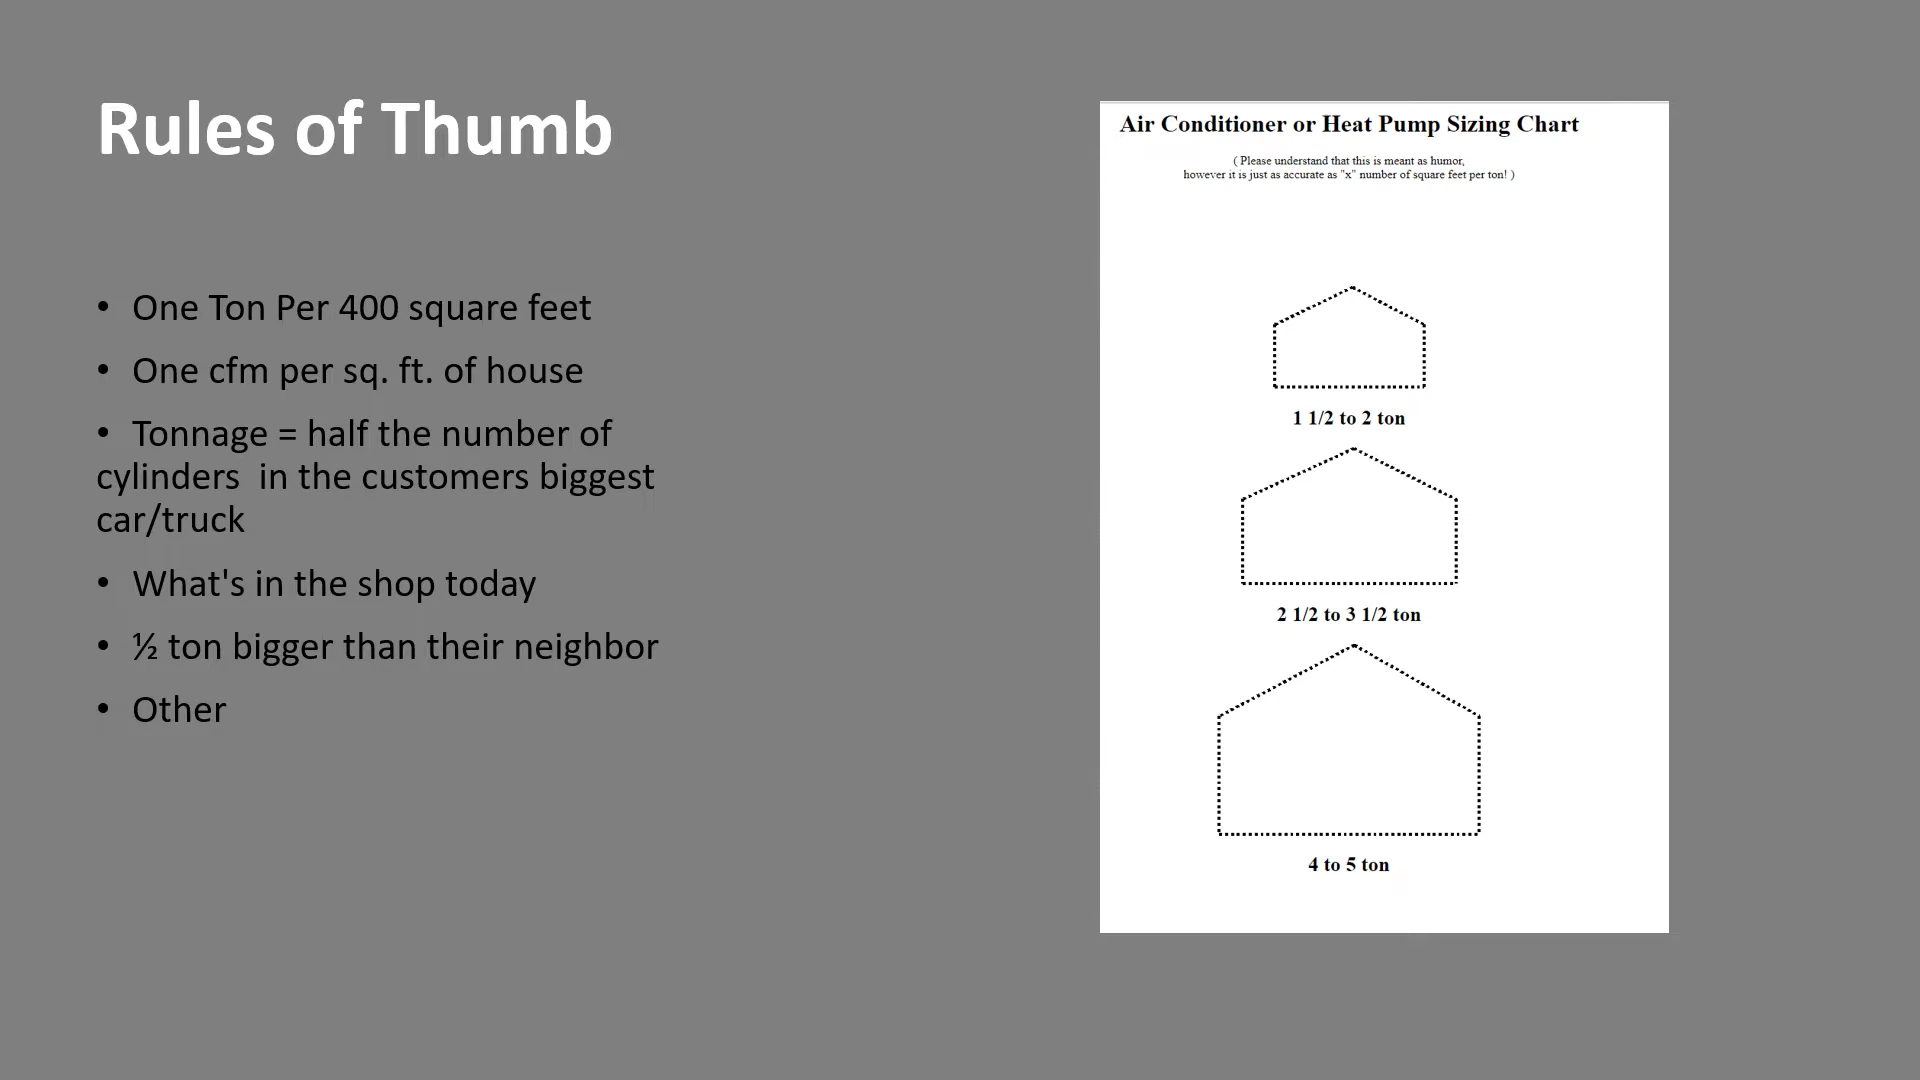 Rules of Thumb
• One Ton Per 400 square feet
• One cfm per sq. ft. of house
• Tonnage = half the number of
cylinders  in the customers biggest
car/truck
• What's in the shop today
• ½ ton bigger than their neighbor
• Other
Air Conditioner or Heat Pump Sizing Chart
( Please understand that this is meant as humor,
however it is just as accurate as "x" number of square feet per ton! )
1 1/2 to 2 ton
2 1/2 to 3 1/2 ton
4 to 5 ton